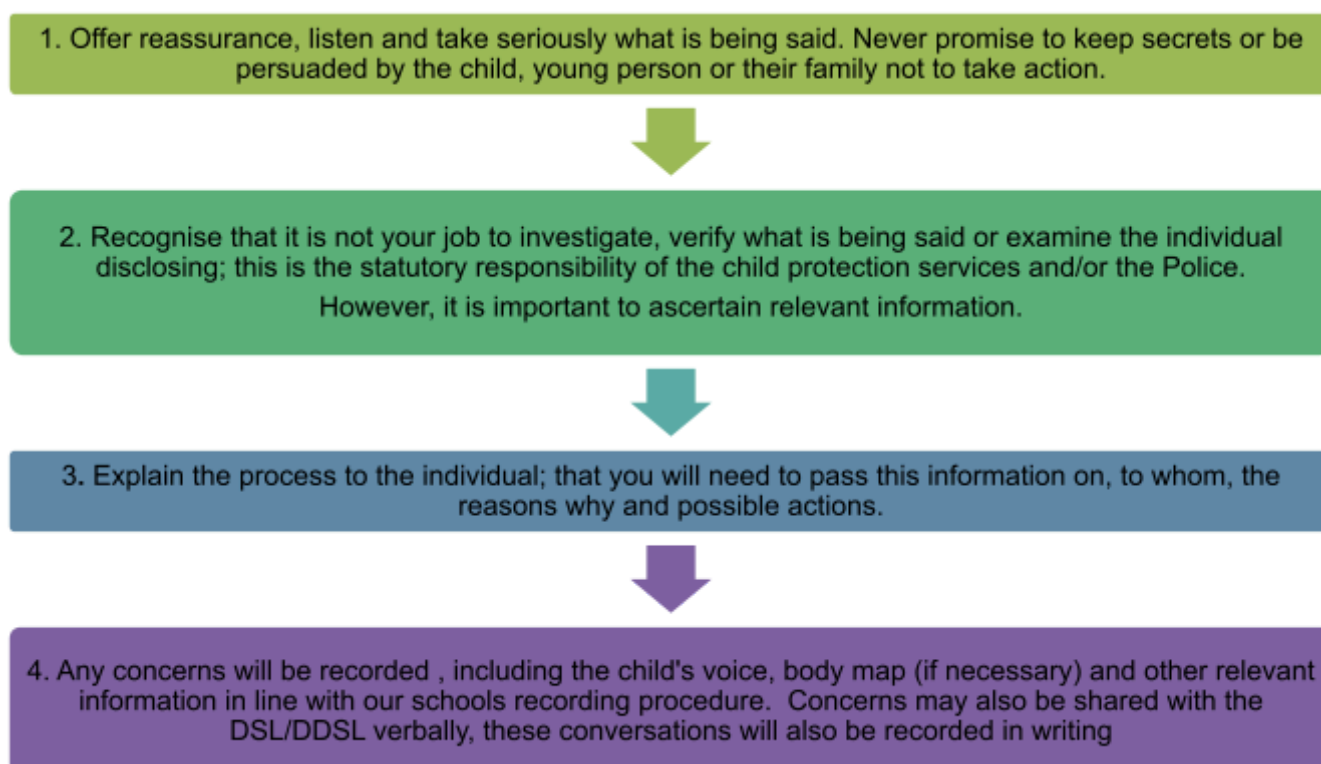 1. Offer reassurance, listen and take seriously what is being said. Never promise to keep secrets or be
persuaded by the child, young person or their family not to take action.
2. Recognise that it is not your job to investigate, verify what is being said or examine the individual
disclosing; this is the statutory responsibility of the child protection services and/or the Police.
However, it is important to ascertain relevant information.
3. Explain the process to the individual; that you will need to pass this information on, to whom, the
reasons why and possible actions.
4. Any concerns will be recorded , including the child's voice, body map (if necessary) and other relevant
information in line with our schools recording procedure.  Concerns may also be shared with the
DSL/DDSL verbally, these conversations will also be recorded in writing